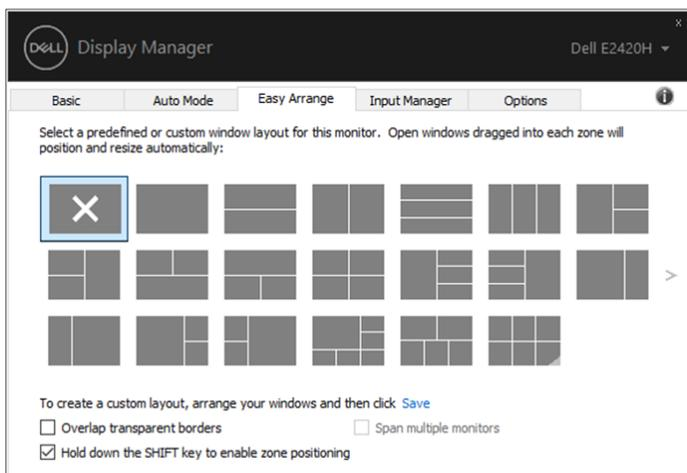 x
DELL Display Manager Dell E2420H
Basic Auto Mode Easy Arrange Input Manager Options
Select a predefined or custom window layout for this monitor. Open windows dragged into each zone will
position and resize automatically:
>
To create a custom layout, arrange your windows and then click Save
Overlap transparent borders Span multiple monitors
Hold down the SHIFT key to enable zone positioning